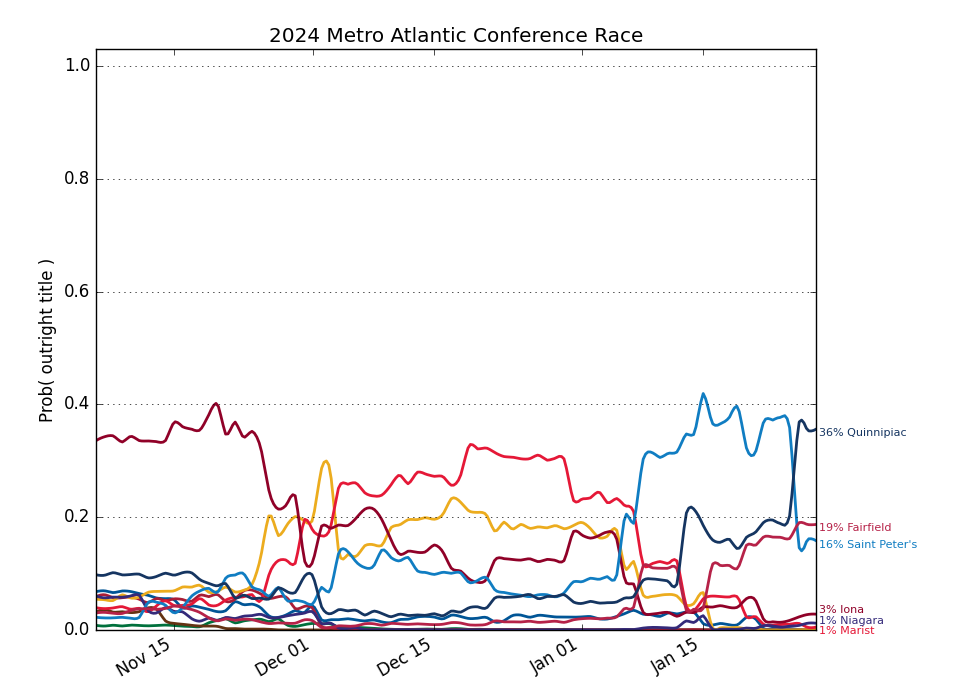 2024 Metro Atlantic Conference Race
Prob( outright title )
1.0
0.8
0.6
0.4
0.2
0.0
Nov 15
Dec 01
Dec 15
Jan 01
Jan 15
36% Quinnipiac
19% Fairfield
16% Saint Peter's
3% Iona
1% Niagara
1% Marist